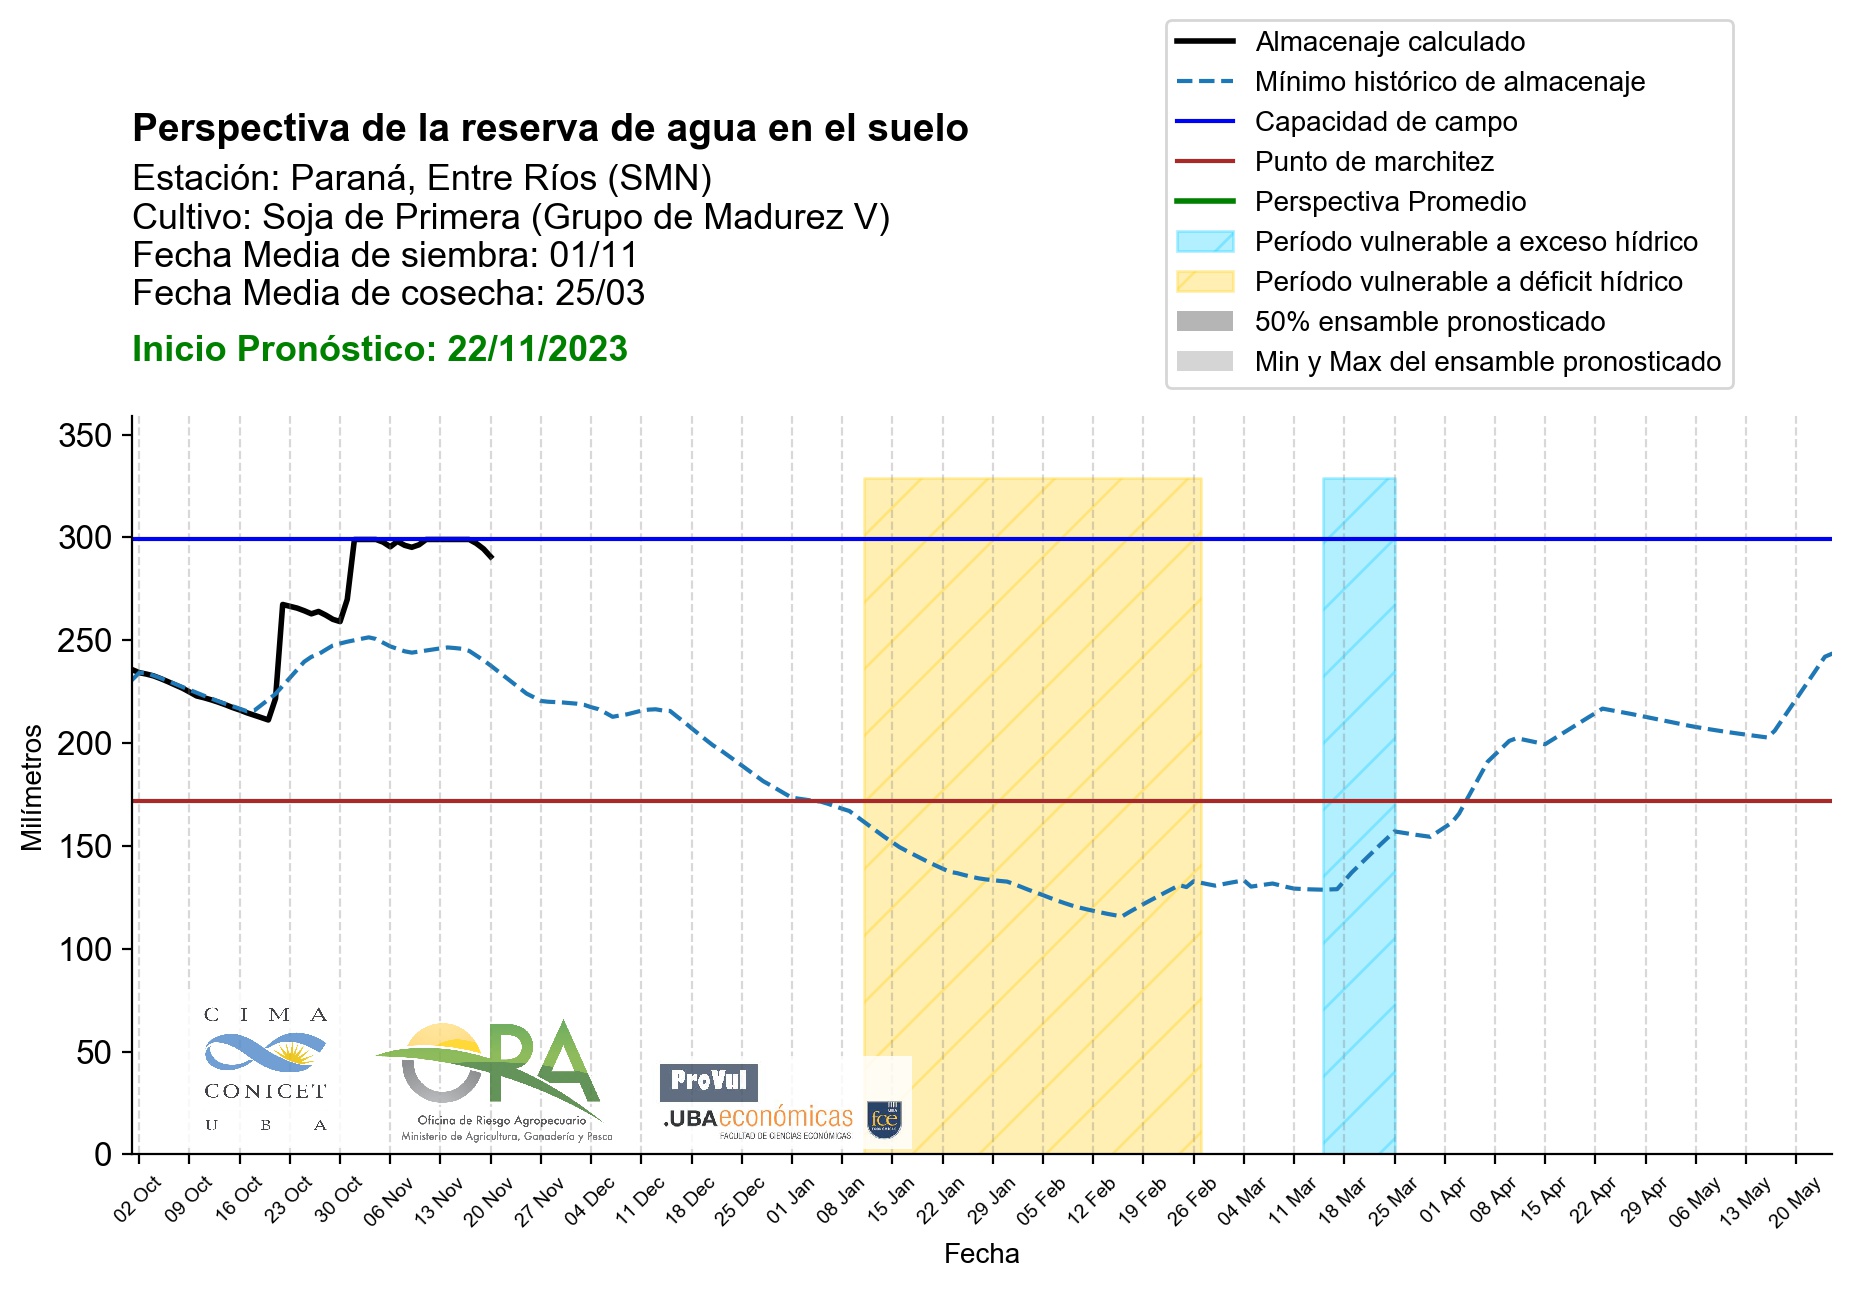 Almacenaje calculado
Mínimo histórico de almacenaje
Capacidad de campo
Punto de marchitez
Perspectiva Promedio
Período vulnerable a exceso hídrico
Período vulnerable a déficit hídrico
50% ensamble pronosticado
Min y Max del ensamble pronosticado
Perspectiva de la reserva de agua en el suelo
Estación: Paraná, Entre Ríos (SMN)
Cultivo: Soja de Primera (Grupo de Madurez V)
Fecha Media de siembra: 01/11
Fecha Media de cosecha: 25/03
Inicio Pronóstico: 22/11/2023
Milímetros
350
300
250
200
150
100
50
0
CIMA
CONICET
UBA
ORA
Oficina de Riesgo Agropecuario
Ministerio de Agricultura, Ganadería y Pesca
ProVul
.UBAeconómicas
FACULTAD DE CIENCIAS ECONÓMICAS
fce
02 Oct
09 Oct
16 Oct
23 Oct
30 Oct
06 Nov
13 Nov
20 Nov
27 Nov
04 Dec
11 Dec
18 Dec
25 Dec
01 Jan
08 Jan
15 Jan
22 Jan
29 Jan
05 Feb
12 Feb
19 Feb
26 Feb
04 Mar
11 Mar
18 Mar
25 Mar
01 Apr
08 Apr
15 Apr
22 Apr
29 Apr
06 May
13 May
20 May
Fecha